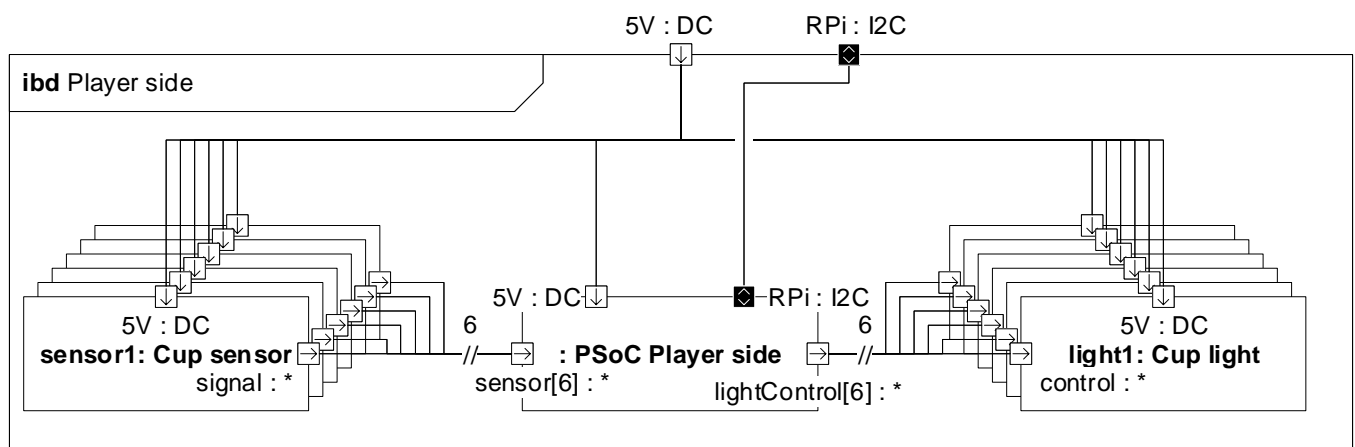 5V : DC
RPi : I2C
ibd Player side
5V : DC
RPi : I2C
5V : DC
6
6
5V : DC
sensor1: Cup sensor
: PSoC Player side
light1: Cup light
signal : *
sensor[6] : *
lightControl[6] : *
control : *